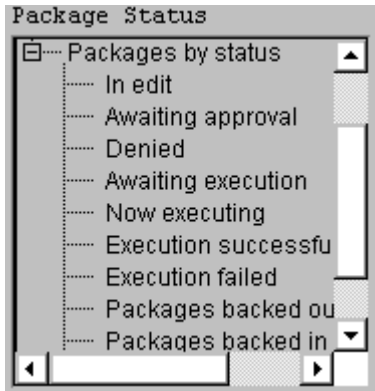 Package Status
Packages by status
In edit
Awaiting approval
Denied
Awaiting execution
Now executing
Execution successfu
Execution failed
Packages backed ou
Packages backed in